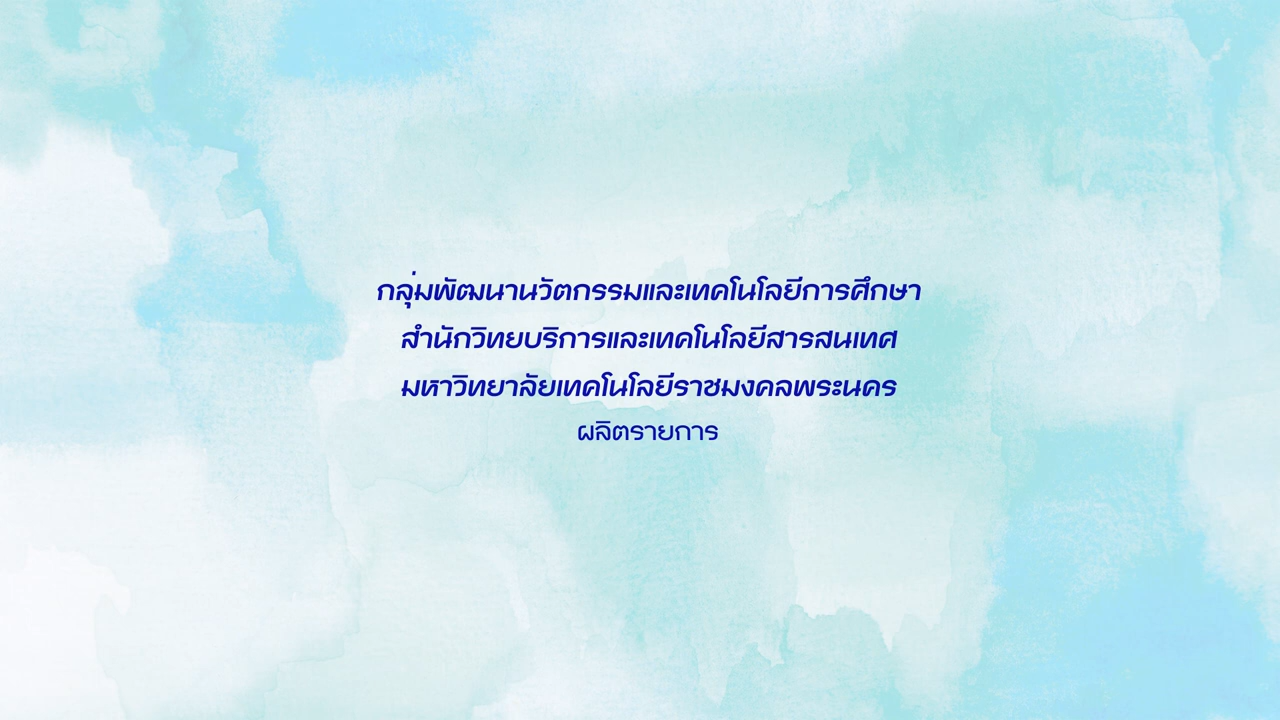 กลุ่มพัฒนานวัตกรรมและเทคโนโลยีการศึกษา
สำนักวิทยบริการและเทคโนโลยีสารสนเทศ
มหาวิทยาลัยเทคโนโลยีราชมงคลพระนคร
ผลิตรายการ